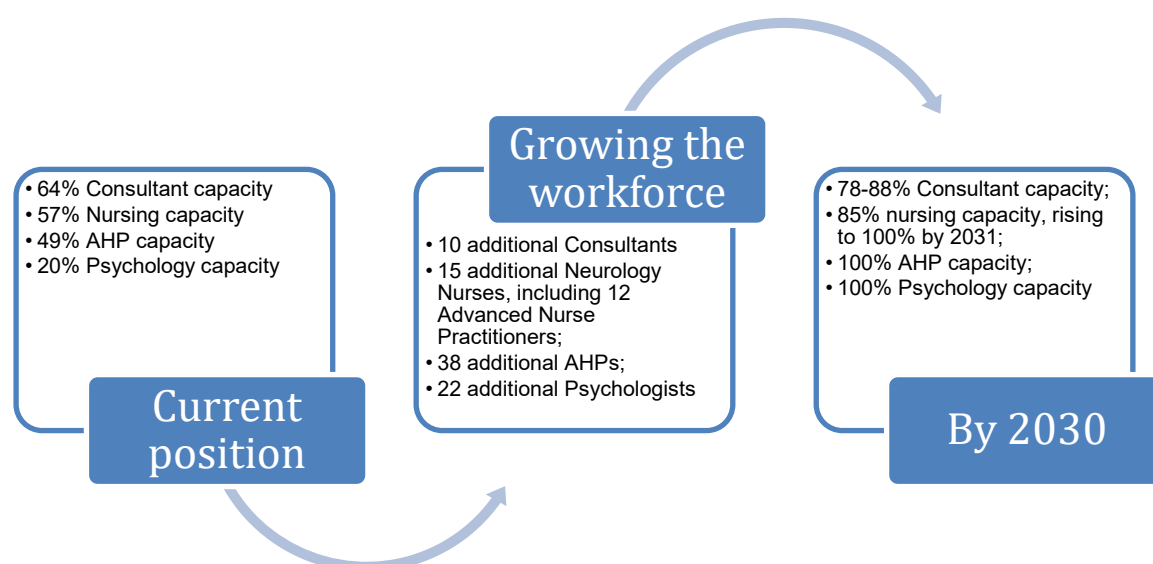 • 64% Consultant capacity
• 57% Nursing capacity
• 49% AHP capacity
• 20% Psychology capacity
Current
position
Growing the
workforce
• 10 additional Consultants
• 15 additional Neurology
Nurses, including 12
Advanced Nurse
Practitioners;
• 38 additional AHPs;
• 22 additional Psychologists
• 78-88% Consultant capacity;
• 85% nursing capacity, rising
to 100% by 2031;
• 100% AHP capacity;
• 100% Psychology capacity
By 2030